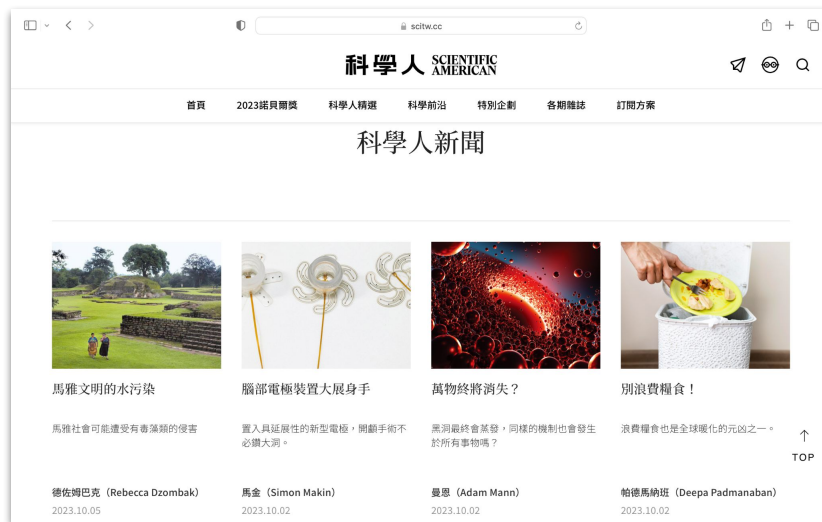 scitw.cc
科學人 SCIENTIFIC AMERICAN
首頁 2023諾貝爾獎 科學人精選 科學前沿 特別企劃 各期雜誌 訂閱方案
科學人新聞
馬雅文明的水污染
馬雅社會可能遭受有毒藻類的侵害
德佐姆巴克（Rebecca Dzombak）
2023.10.05
腦部電極裝置大展身手
置入具延展性的新型電極，開顱手術不
必鑽大洞。
馬金（Simon Makin）
2023.10.02
萬物終將消失？
黑洞最終會蒸發，同樣的機制也會發生
於所有事物嗎？
曼恩（Adam Mann）
2023.10.02
別浪費糧食！
浪費糧食也是全球暖化的元凶之一。
帕德馬納班（Deepa Padmanaban）
2023.10.02
TOP